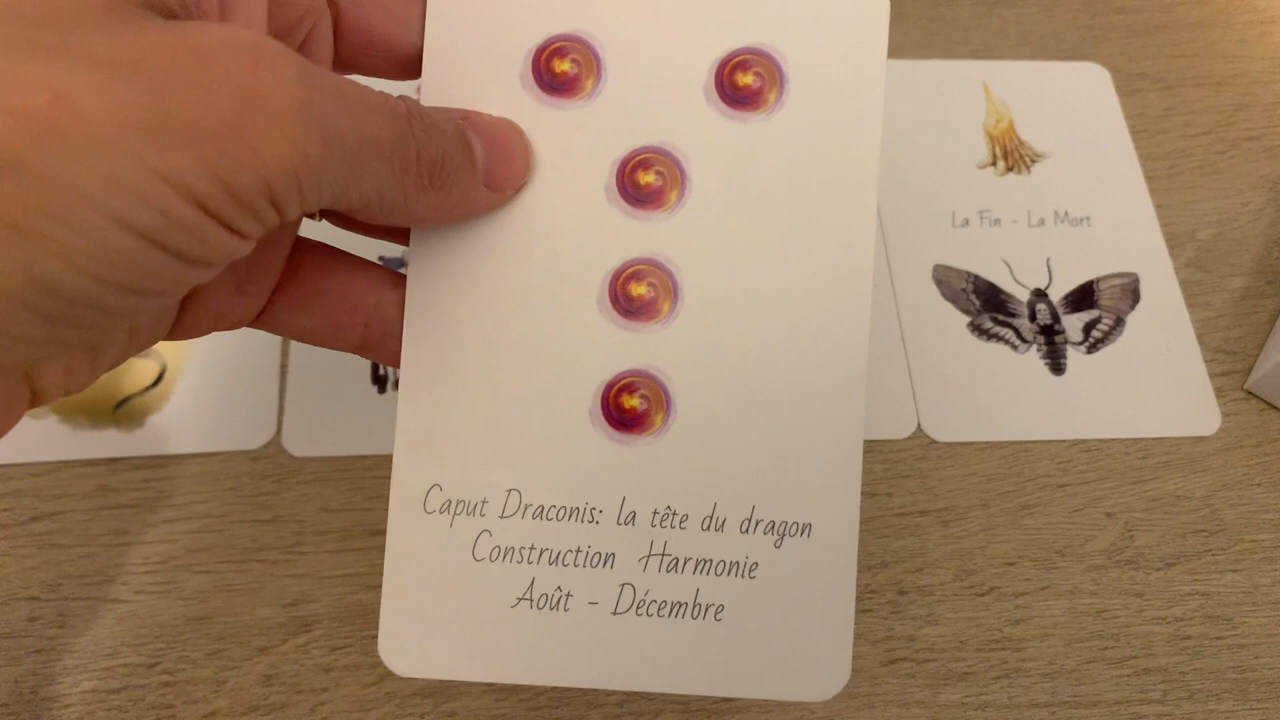 La Fin - La Mort
Caput Draconis: la tête du dragon
Construction Harmonie
Août - Décembre